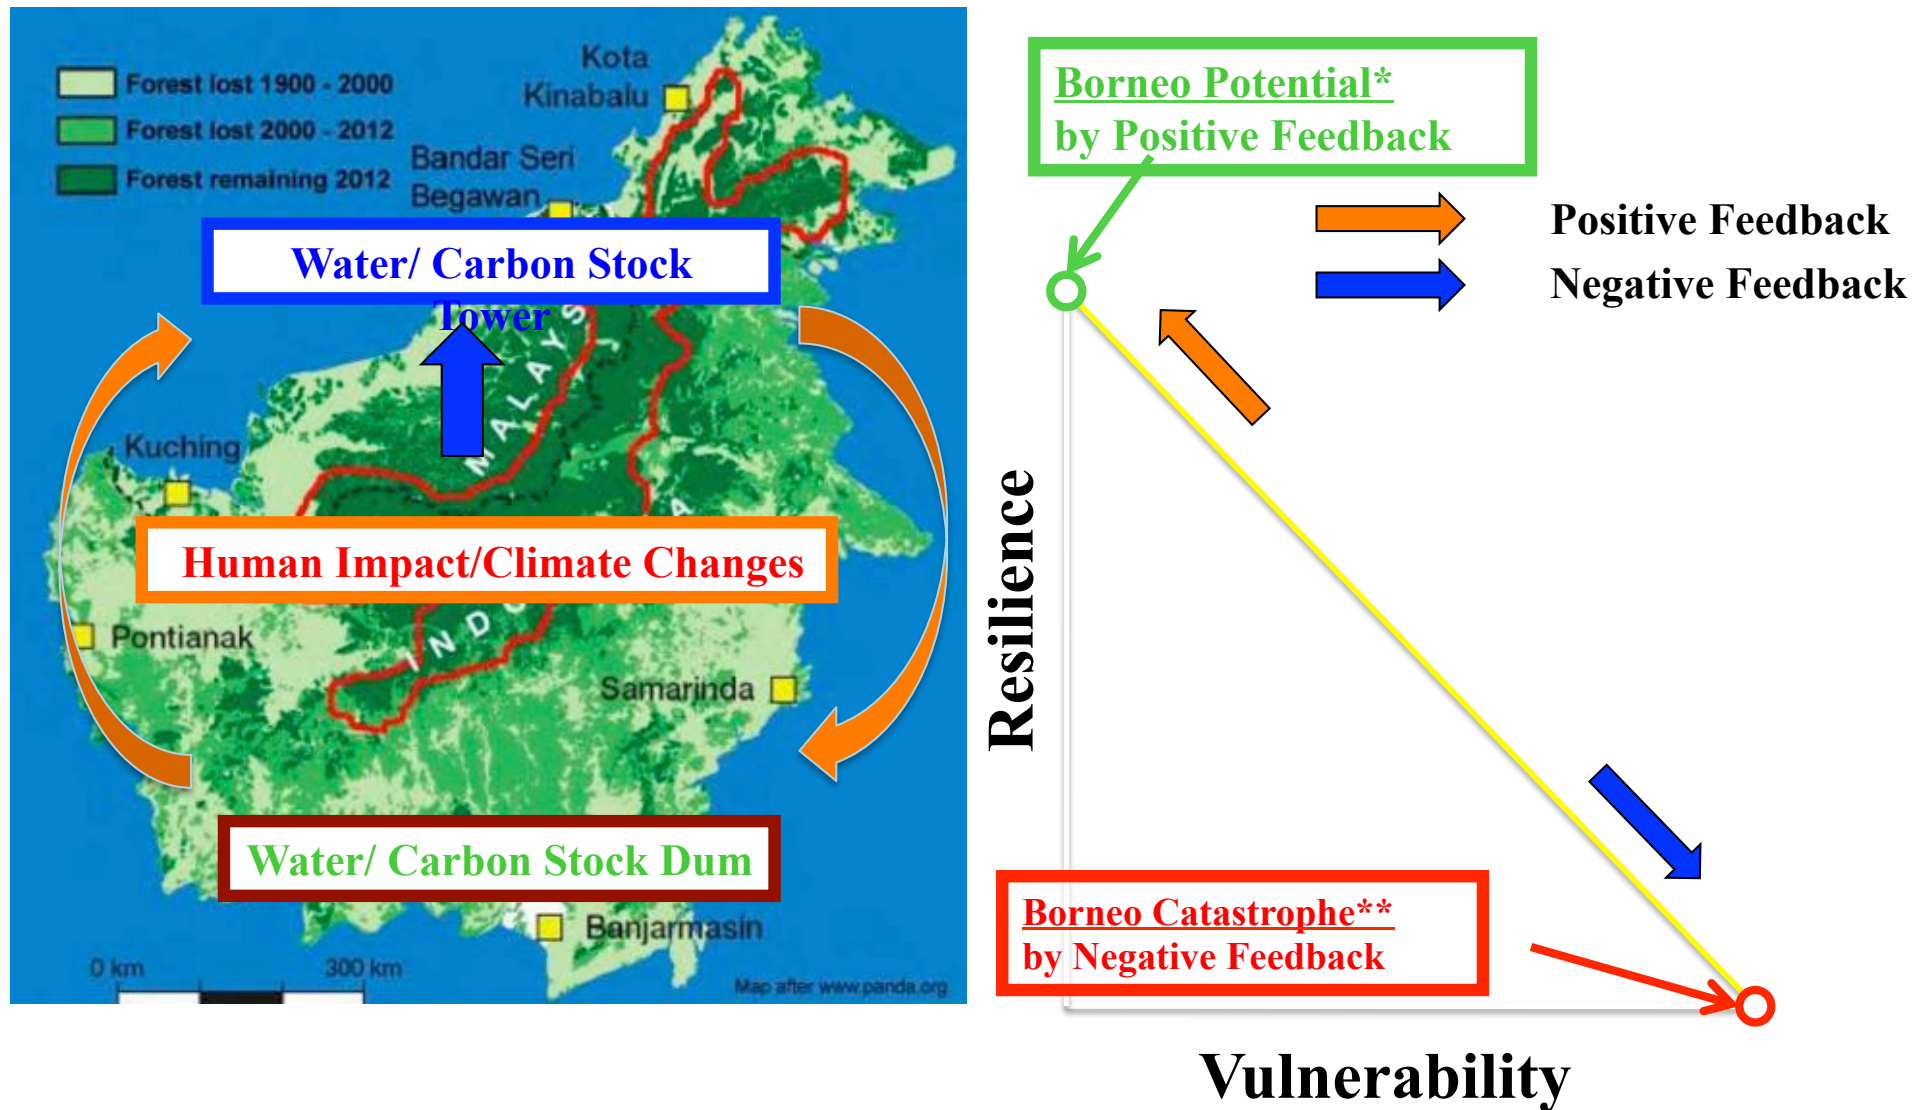 Forest lost 1900 - 2000
Forest lost 2000 - 2012
Forest remaining 2012
Kota
Kinabalu
Bandar Seri
Begawan
Water/ Carbon Stock
Tower
MALAYS
Kuching
Human Impact/Climate Changes
INDO
A
Pontianak
Samarinda
Water/ Carbon Stock Dum
Banjarmasin
0 km
300 km
Map after www.panda.org
Borneo Potential*
by Positive Feedback
Positive Feedback
Negative Feedback
Resilience
Borneo Catastrophe**
by Negative Feedback
Vulnerability